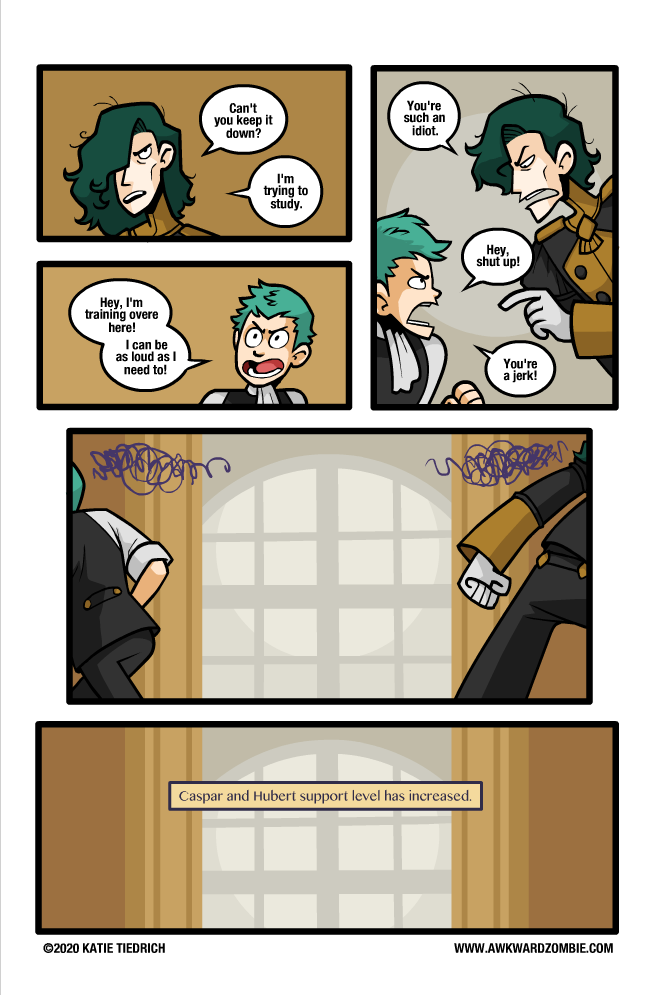 Can't
you keep it
down?
I'm
trying to
study.
Hey, I'm
training overe
here!
I can be
as loud as I
need to!
You're
such an
idiot.
Hey,
shut up!
You're
a jerk!
Caspar and Hubert support level has increased.
©2020 KATIE TIEDRICH
WWW.AWKWARDZOMBIE.COM